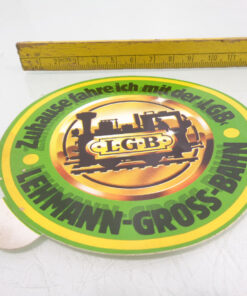 Zuhause fahre ich mit der LGB
LGB
LEHMANN-GROSS-BAHN